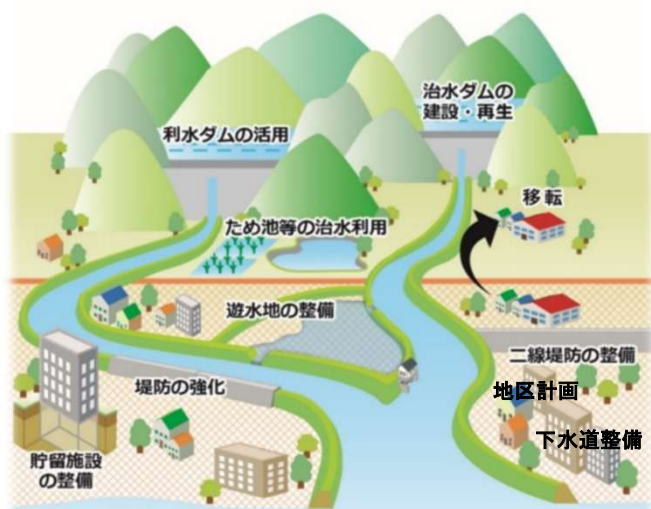 治水ダムの
建設・再生
利水ダムの活用
移転
ため池等の治水利用
遊水地の整備
二線堤防の整備
堤防の強化
地区計画
下水道整備
貯留施設
の整備